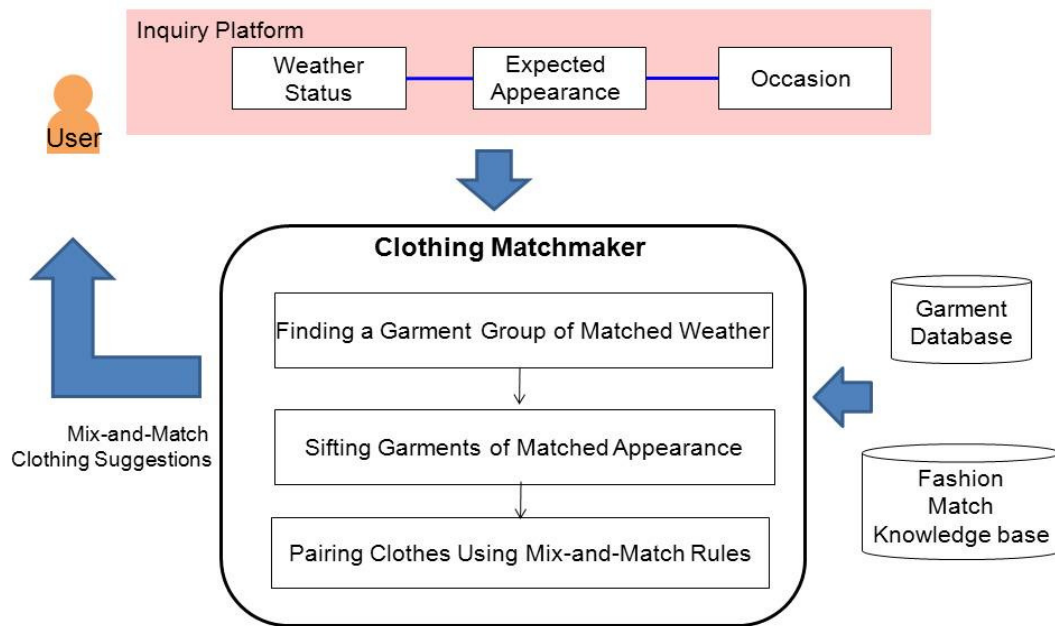 Inquiry Platform
Weather
Status
Expected
Appearance
Occasion
User
Clothing Matchmaker
Finding a Garment Group of Matched Weather
Sifting Garments of Matched Appearance
Pairing Clothes Using Mix-and-Match Rules
Garment
Database
Fashion
Match
Knowledge base
Mix-and-Match
Clothing Suggestions